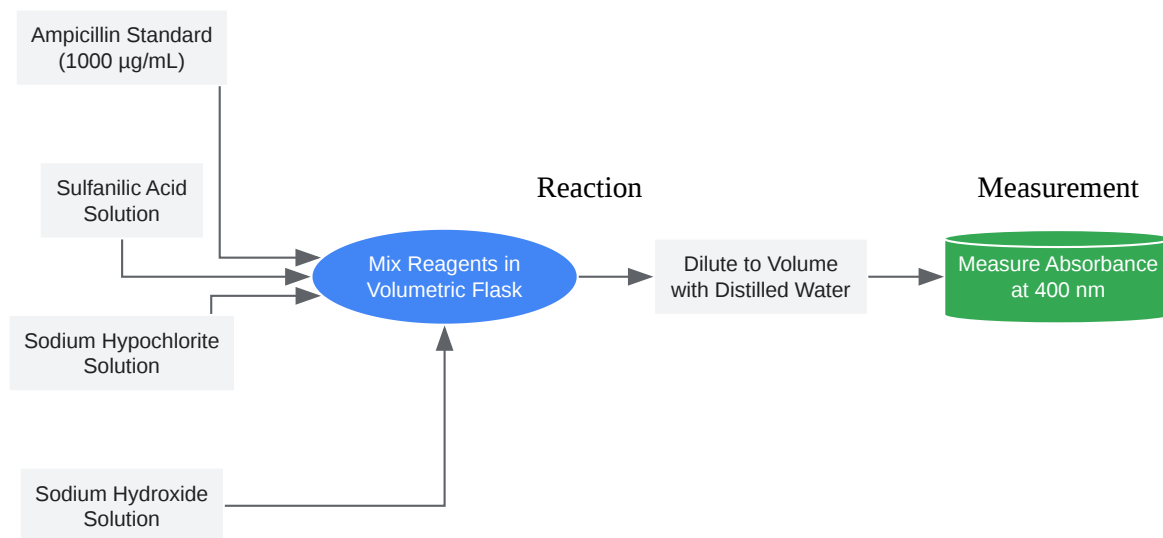 Ampicillin Standard
(1000 µg/mL)
Sulfanilic Acid
Solution
Sodium Hypochlorite
Solution
Sodium Hydroxide
Solution
Reaction
Mix Reagents in
Volumetric Flask
Dilute to Volume
with Distilled Water
Measurement
Measure Absorbance
at 400 nm